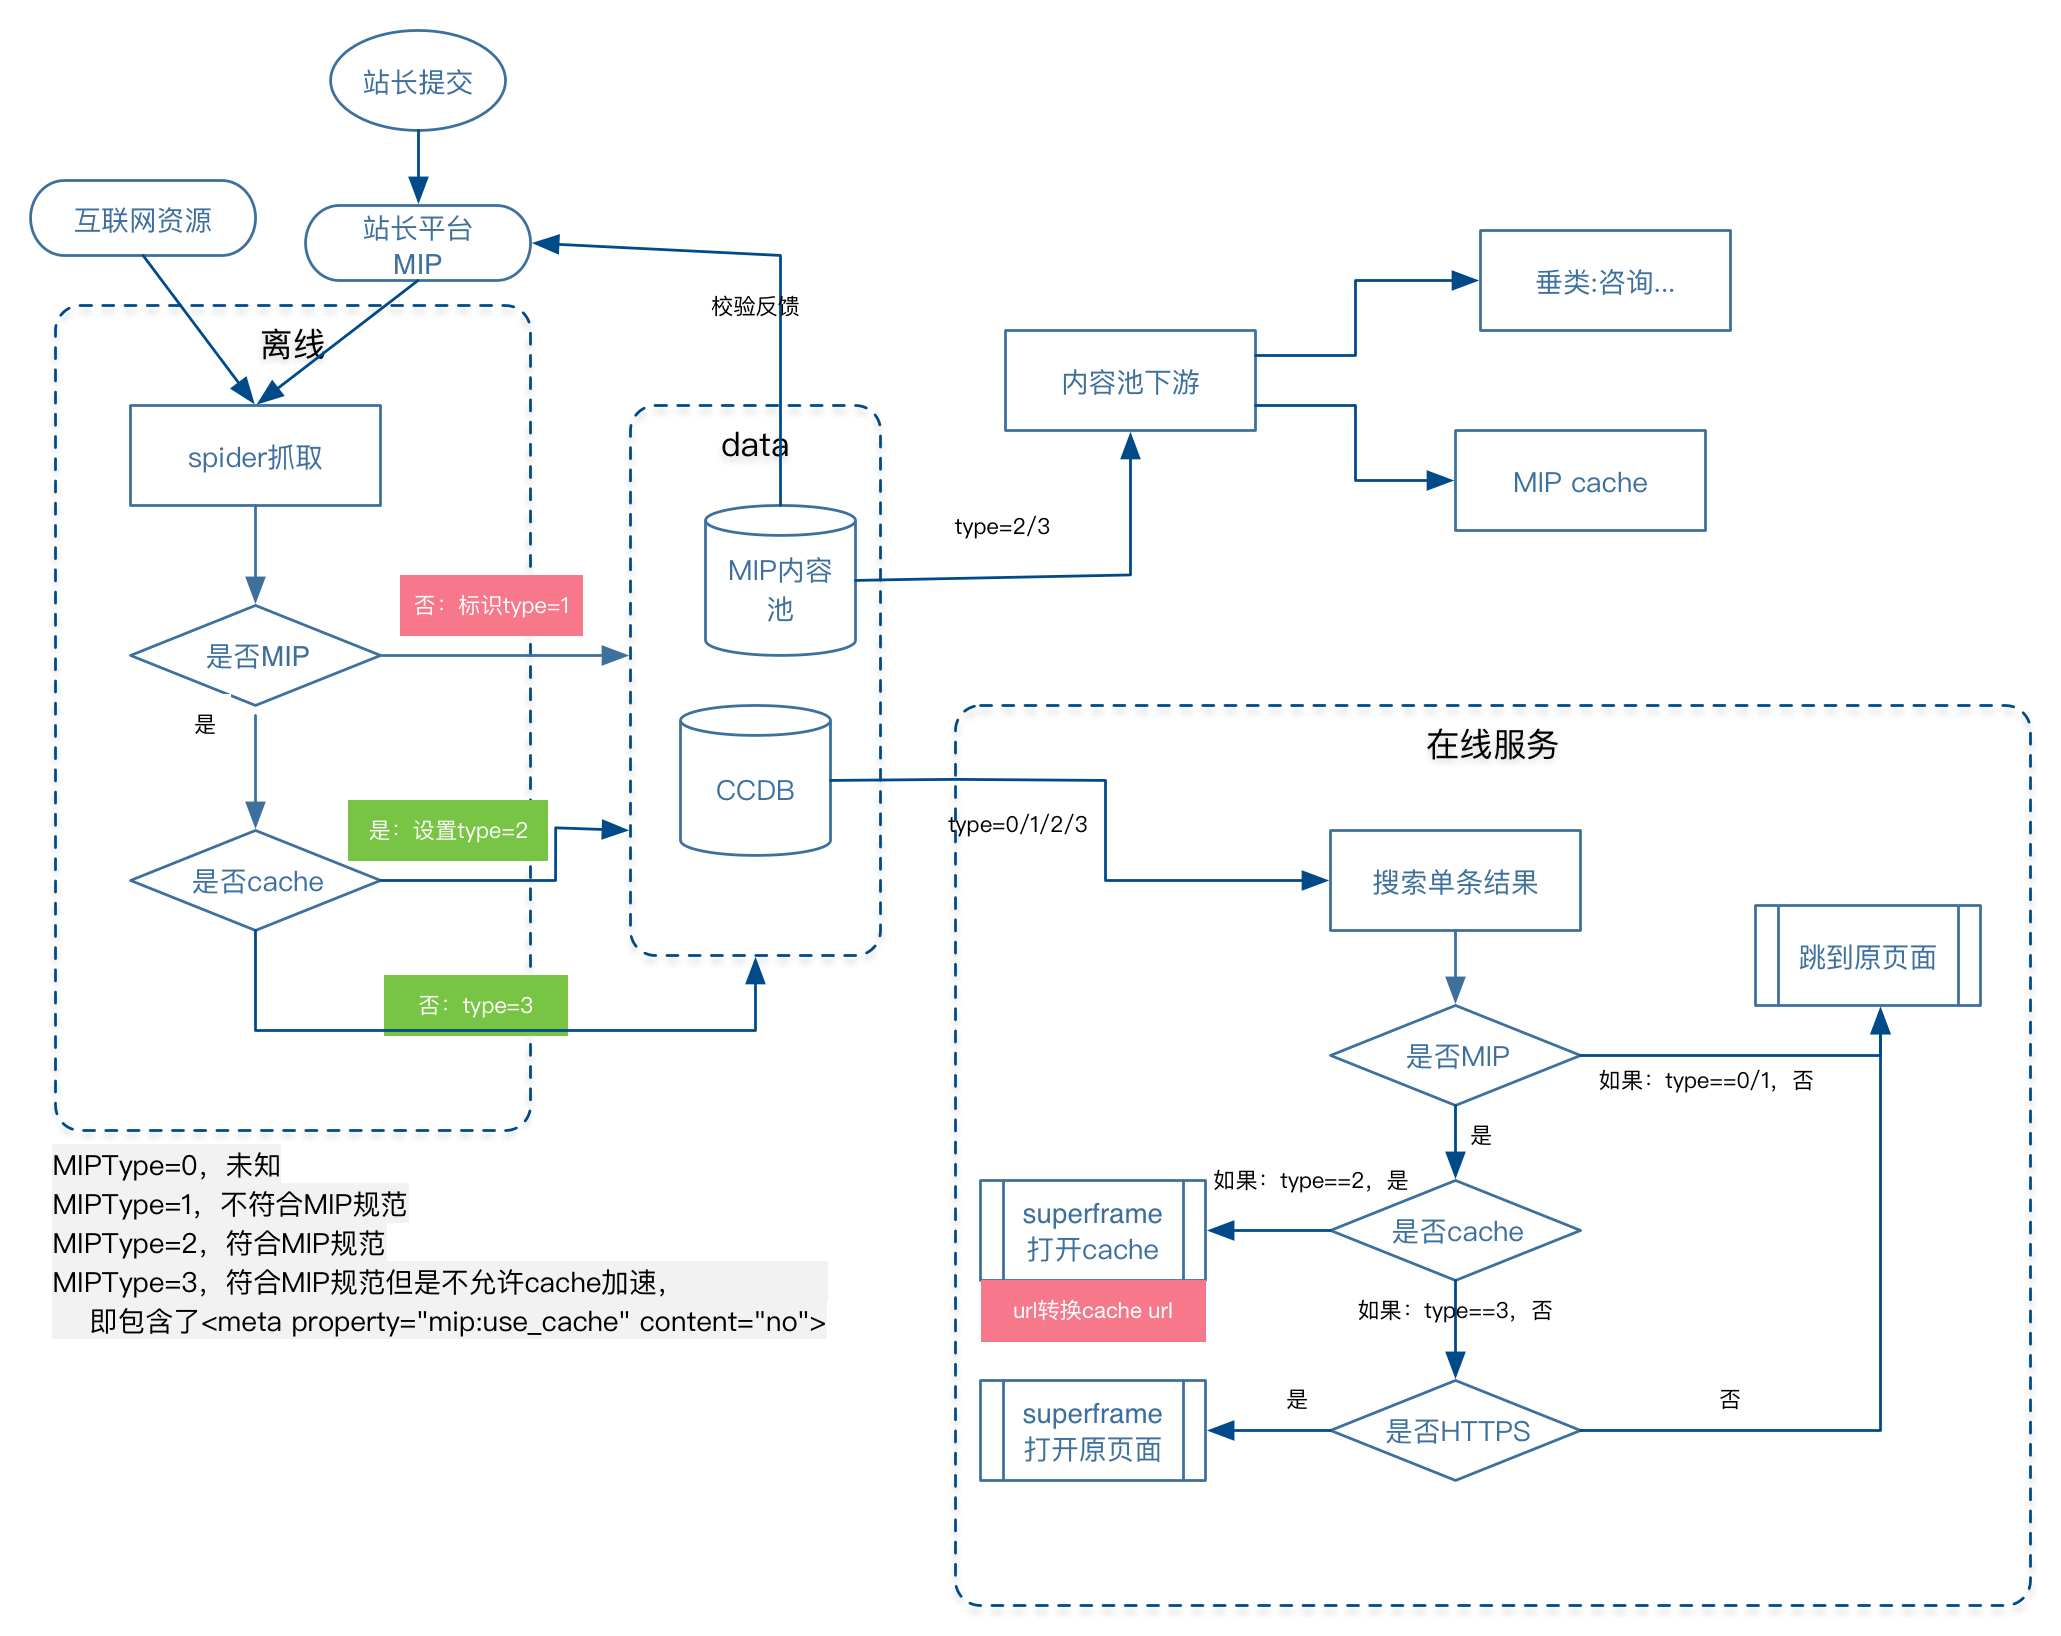 站长提交
互联网资源
站长平台
MIP
校验反馈
离线
spider抓取
否：标识type=1
是否MIP
是
是：设置type=2
是否cache
否：type=3
data
MIP内容
池
CCDB
type=2/3
内容池下游
垂类:咨询...
MIP cache
type=0/1/2/3
在线服务
搜索单条结果
跳到原页面
是否MIP
如果：type==0/1，否
是
如果：type==2，是
superframe
打开cache
是否cache
url转换cache url
如果：type==3，否
superframe
打开原页面
是
是否HTTPS
否
MIPType=0，未知
MIPType=1，不符合MIP规范
MIPType=2，符合MIP规范
MIPType=3，符合MIP规范但是不允许cache加速，
即包含了<meta property="mip:use_cache" content="no">